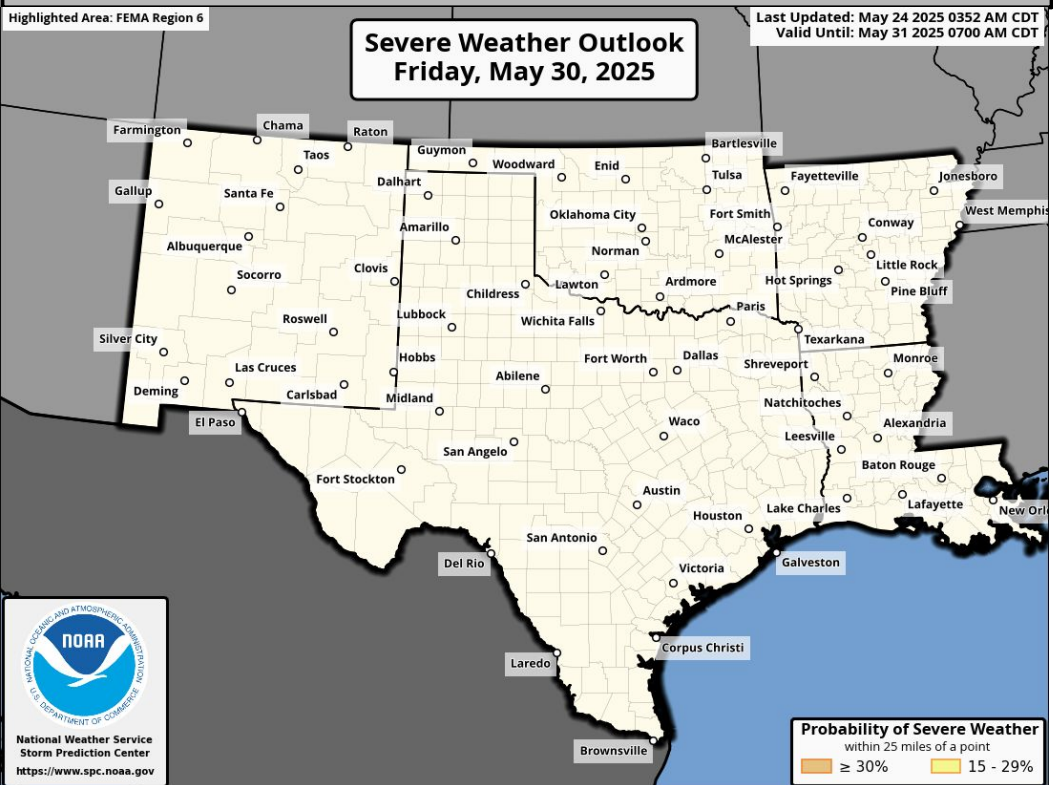 Highlighted Area: FEMA Region 6
Severe Weather Outlook
Friday, May 30, 2025
Last Updated: May 24 2025 0352 AM CDT
Valid Until: May 31 2025 0700 AM CDT
Farmington
Chama
Raton
Taos
Guymon
Woodward
Enid
Bartlesville
Tulsa
Fayetteville
Jonesboro
Gallup
Santa Fe
Dalhart
Oklahoma City
Fort Smith
Conway
West Memphis
Albuquerque
Amarillo
Norman
McAlester
Little Rock
Socorro
Clovis
Childress
Lawton
Ardmore
Hot Springs
Pine Bluff
Roswell
Lubbock
Wichita Falls
Paris
Texarkana
Silver City
Las Cruces
Hobbs
Abilene
Fort Worth
Dallas
Shreveport
Monroe
Deming
Carlsbad
Midland
Natchitoches
El Paso
Waco
Alexandria
San Angelo
Leesville
Fort Stockton
Baton Rouge
Austin
Lake Charles
Lafayette
New Orl
Houston
San Antonio
Del Rio
Victoria
Galveston
Laredo
Corpus Christi
Brownsville
NATIONAL OCEANIC AND ATMOSPHERIC ADMINISTRATION
NOAA
U.S. DEPARTMENT OF COMMERCE
National Weather Service
Storm Prediction Center
https://www.spc.noaa.gov
Probability of Severe Weather
within 25 miles of a point
≥ 30%
15 - 29%